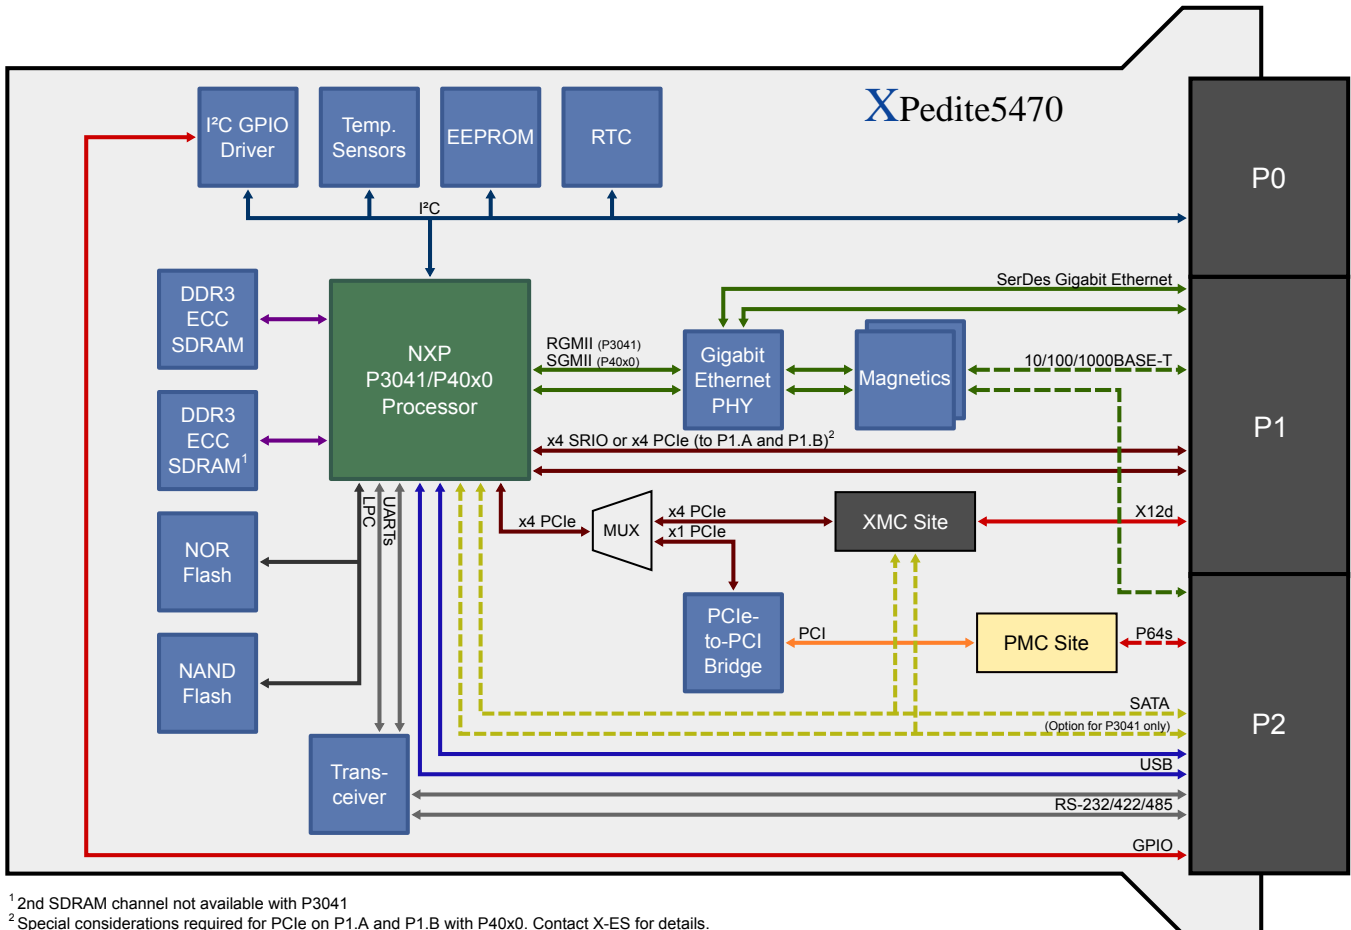 XPedite5470
I²C GPIO
Driver
Temp.
Sensors
EEPROM
RTC
P0
I²C
SerDes Gigabit Ethernet
DDR3
ECC
SDRAM
NXP
P3041/P40x0
Processor
RGMII (P3041)
SGMII (P40x0)
Gigabit
Ethernet
PHY
Magnetics
10/100/1000BASE-T
P1
DDR3
ECC
SDRAM¹
x4 SRIO or x4 PCIe (to P1.A and P1.B)²
LPC
UARTs
x4 PCIe
MUX
x4 PCIe
x1 PCIe
XMC Site
X12d
NOR
Flash
PCIe-
to-PCI
Bridge
PCI
PMC Site
P64s
NAND
Flash
SATA
(Option for P3041 only)
P2
USB
Trans-
ceiver
RS-232/422/485
GPIO
¹ 2nd SDRAM channel not available with P3041
² Special considerations required for PCIe on P1.A and P1.B with P40x0. Contact X-ES for details.